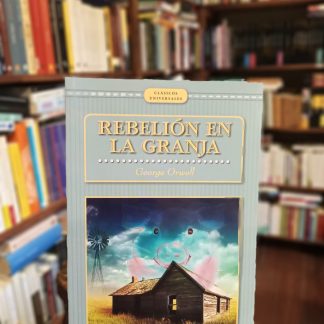 CLÁSICOS
UNIVERSALES
REBELIÓN EN
LA GRANJA
George Orwell